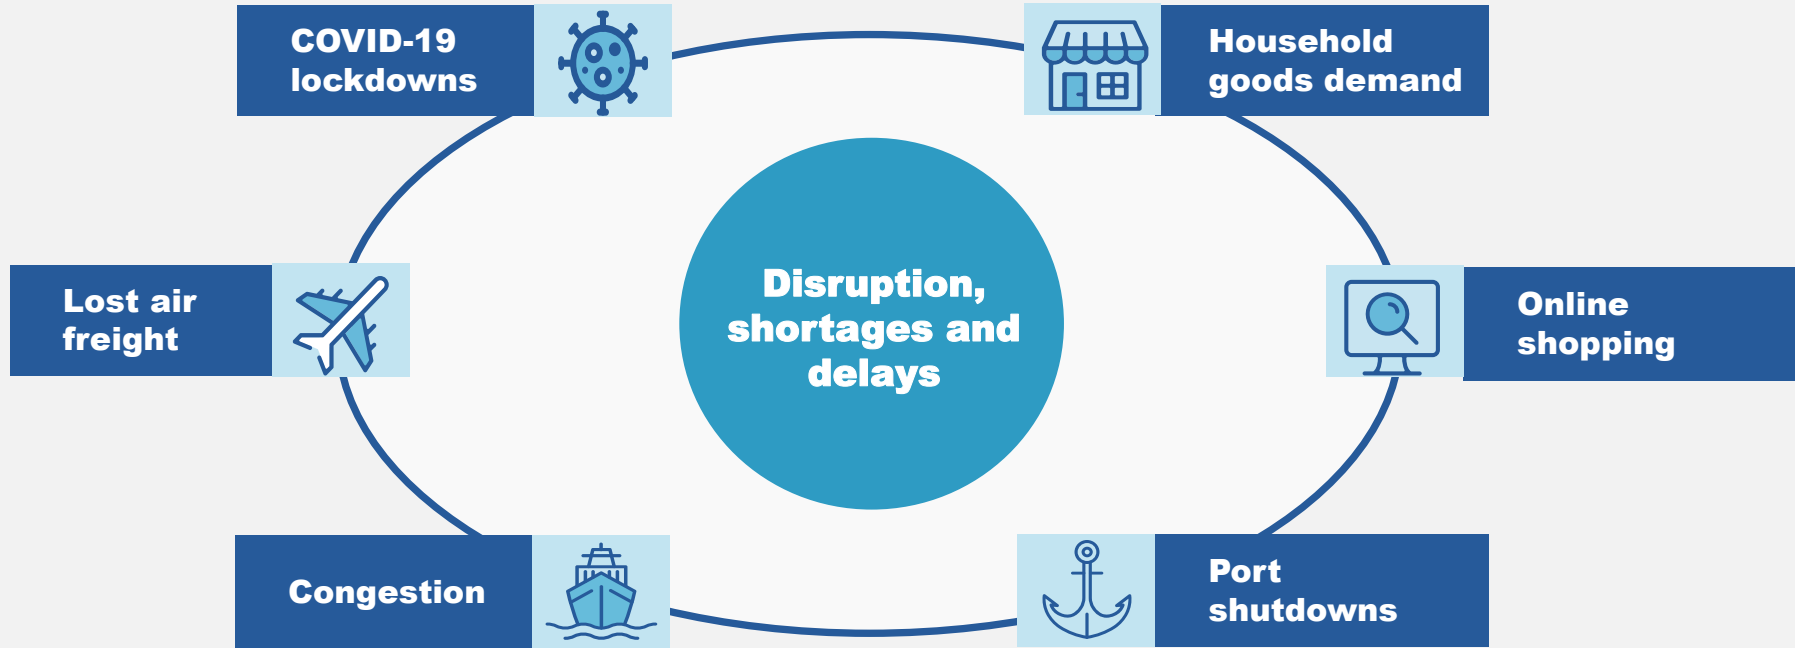 COVID-19
lockdowns
Household
goods demand
Lost air
freight
Disruption,
shortages and
delays
Online
shopping
Congestion
Port
shutdowns